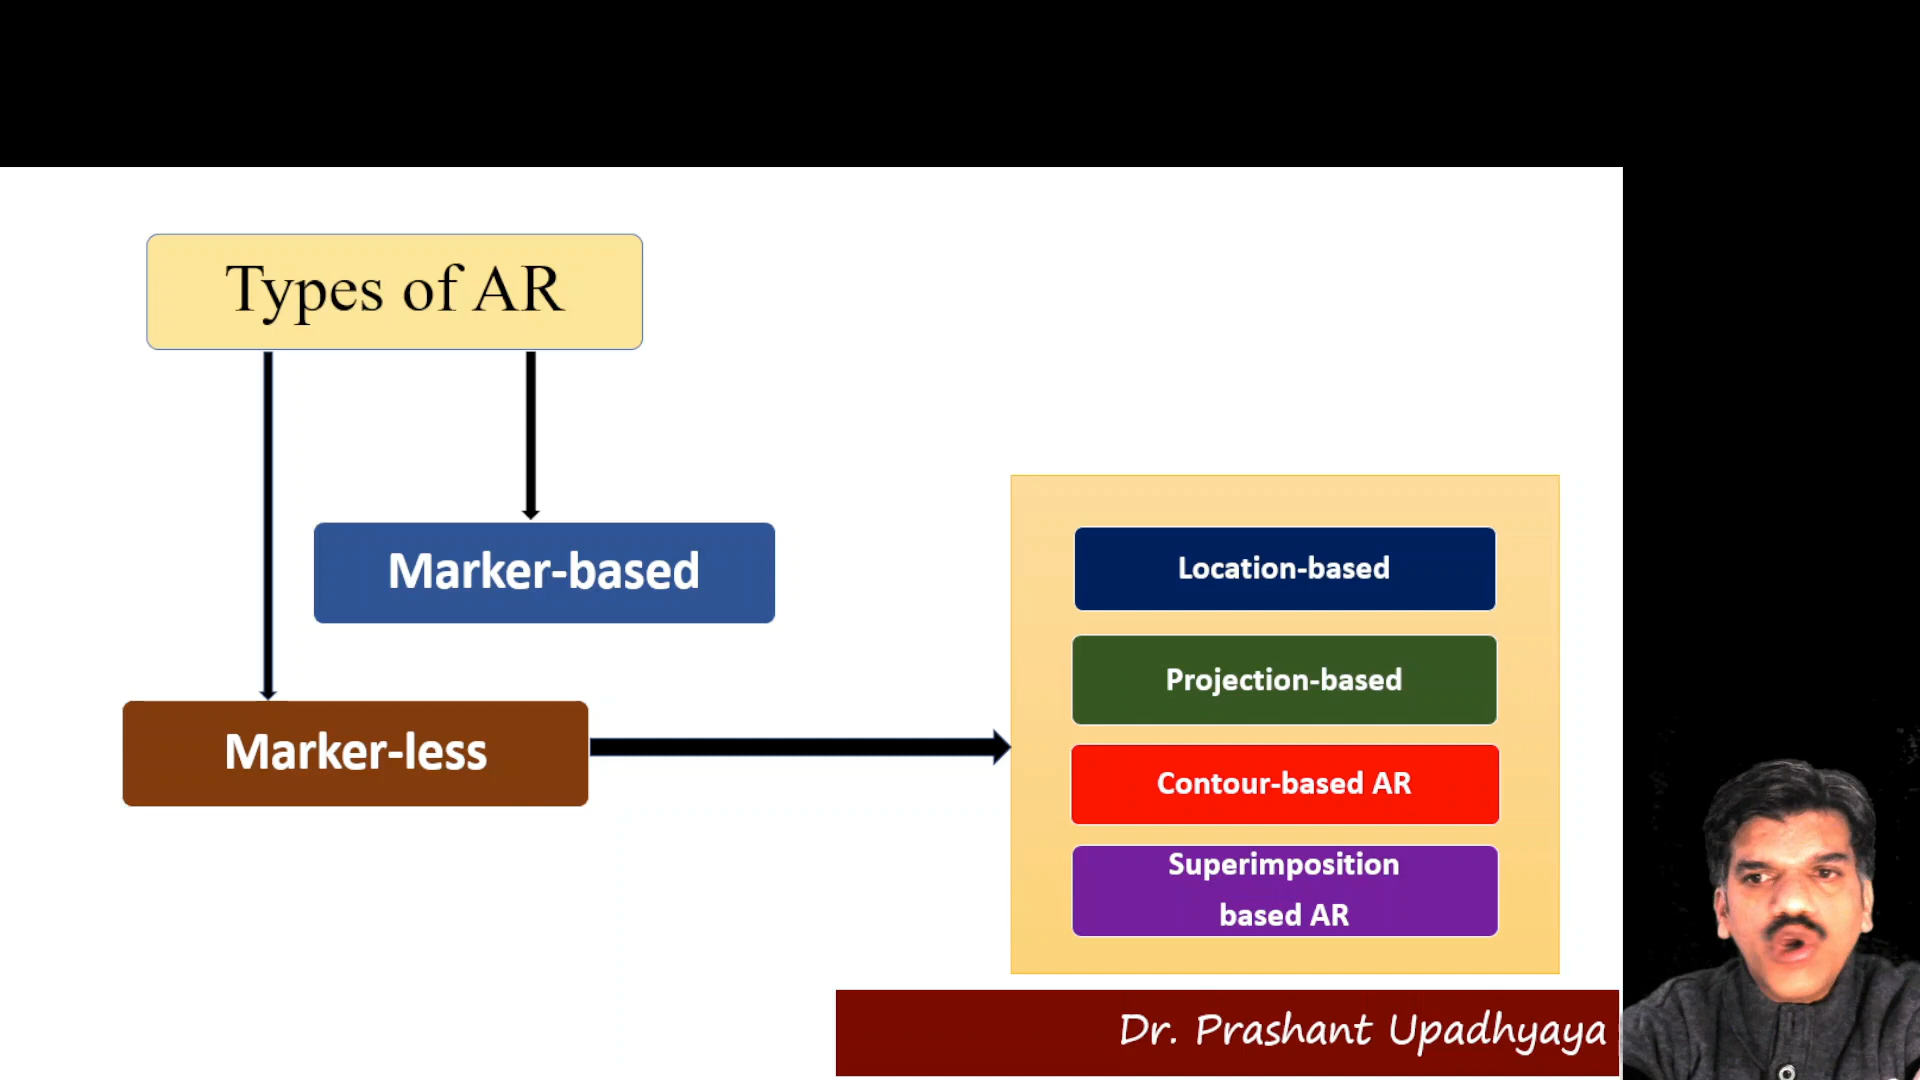 Types of AR
Marker-based
Marker-less
Location-based
Projection-based
Contour-based AR
Superimposition
based AR
Dr. Prashant Upadhyaya